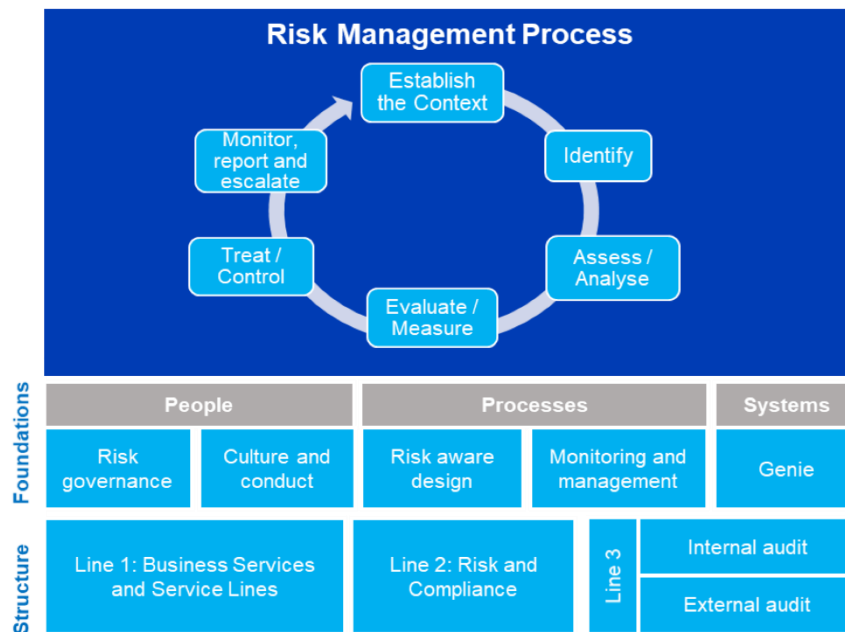 Risk Management Process
Establish
the Context
Identify
Assess /
Analyse
Evaluate /
Measure
Treat /
Control
Monitor,
report and
escalate
Foundations
People
Processes
Systems
Risk
governance
Culture and
conduct
Risk aware
design
Monitoring and
management
Genie
Structure
Line 1: Business Services
and Service Lines
Line 2: Risk and
Compliance
Line 3
Internal audit
External audit